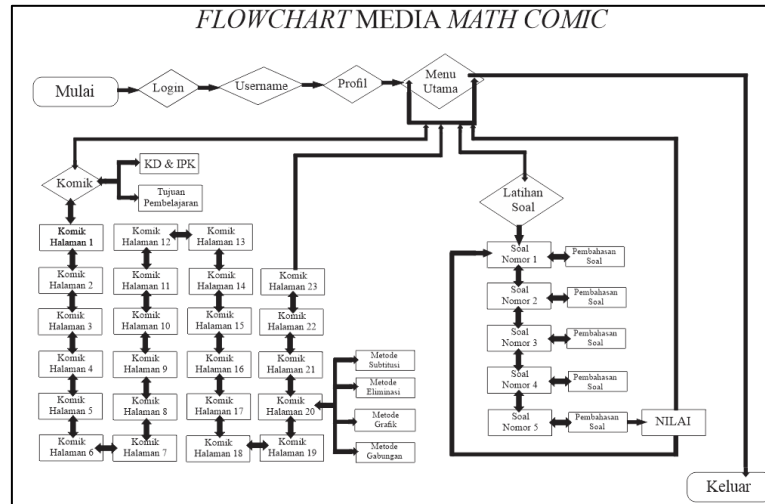 FLOWCHART MEDIA MATH COMIC
Mulai
Login
Username
Profil
Menu
Utama
Komik
KD & IPK
Tujuan
Pembelajaran
Latihan
Soal
Komik
Halaman 1
Komik
Halaman 2
Komik
Halaman 3
Komik
Halaman 4
Komik
Halaman 5
Komik
Halaman 6
Komik
Halaman 7
Komik
Halaman 8
Komik
Halaman 9
Komik
Halaman 10
Komik
Halaman 11
Komik
Halaman 12
Komik
Halaman 13
Komik
Halaman 14
Komik
Halaman 15
Komik
Halaman 16
Komik
Halaman 17
Komik
Halaman 18
Komik
Halaman 19
Komik
Halaman 20
Komik
Halaman 21
Komik
Halaman 22
Komik
Halaman 23
Metode
Subtitusi
Metode
Eliminasi
Metode
Grafik
Metode
Gabungan
Soal
Nomor 1
Pembahasan
Soal
Soal
Nomor 2
Pembahasan
Soal
Soal
Nomor 3
Pembahasan
Soal
Soal
Nomor 4
Pembahasan
Soal
Soal
Nomor 5
Pembahasan
Soal
NILAI
Keluar